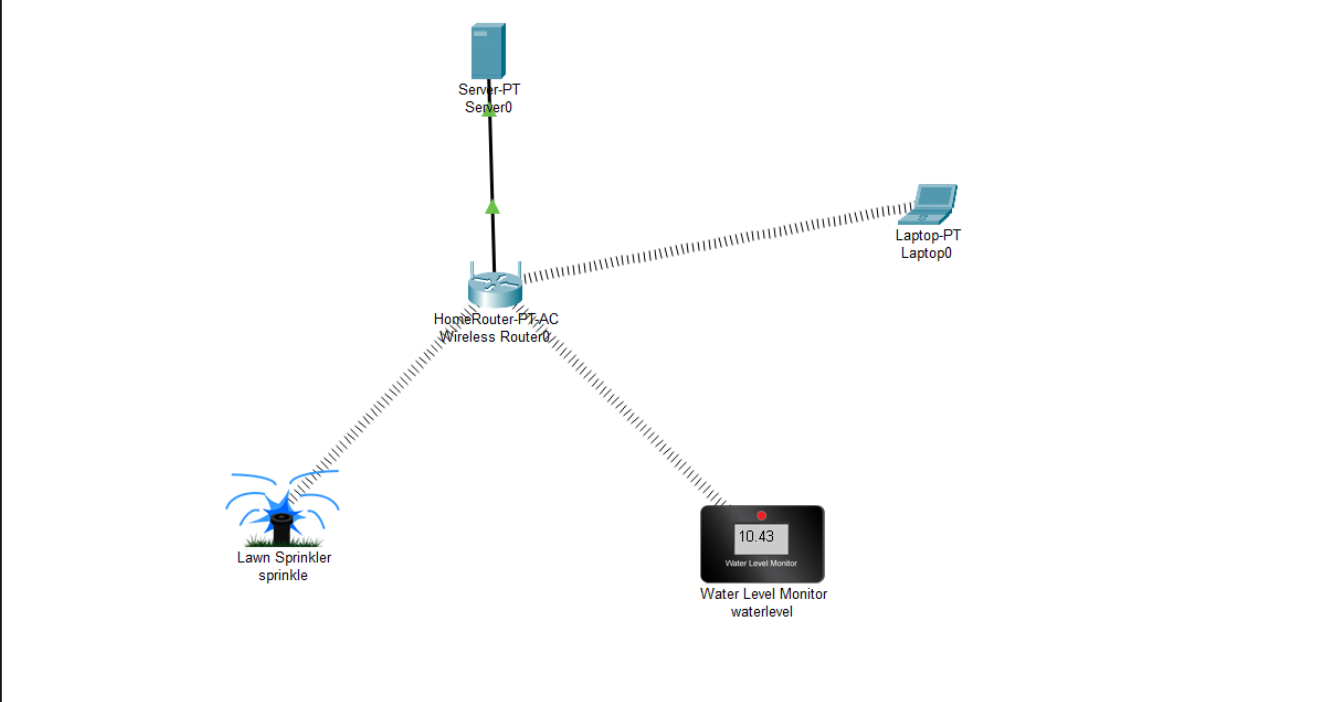 Server-PT
Server0
Laptop-PT
Laptop0
HomeRouter-PT-AC
Wireless Router0
Lawn Sprinkler
sprinkle
10.43
Water Level Monitor
Water Level Monitor
waterlevel